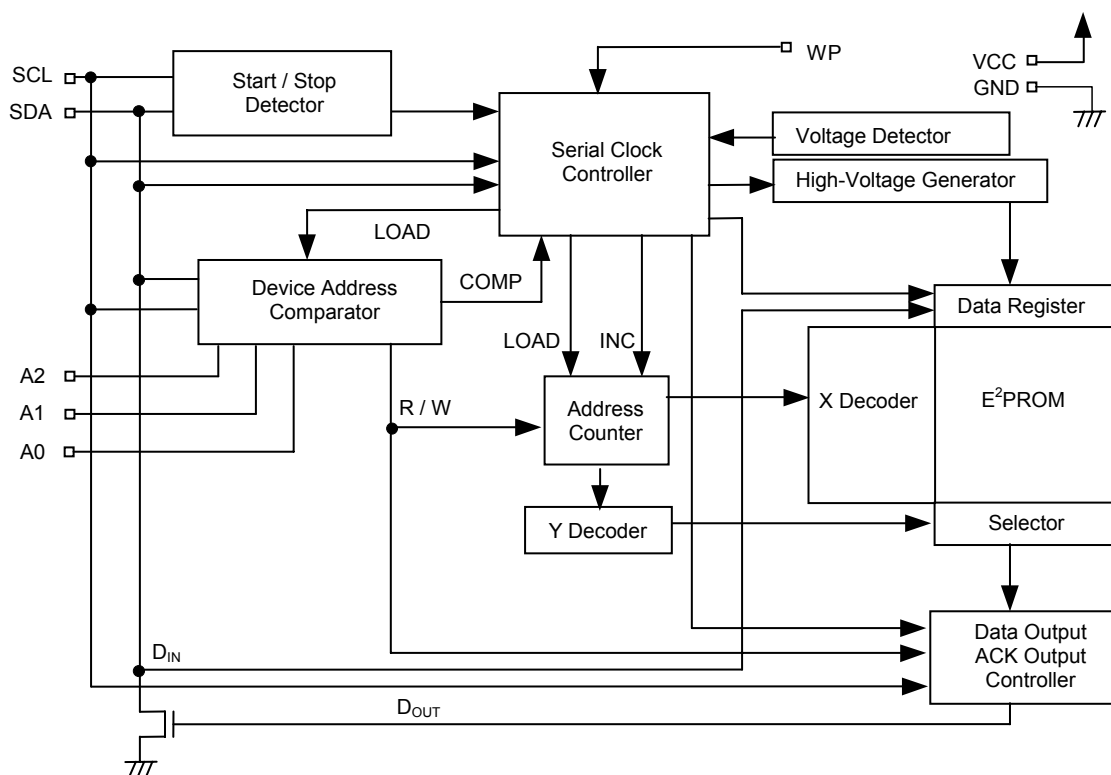 SCL
SDA
Start / Stop
Detector
WP
VCC
GND
Serial Clock
Controller
Voltage Detector
High-Voltage Generator
LOAD
COMP
Device Address
Comparator
LOAD
INC
Data Register
A2
A1
A0
R / W
Address
Counter
X Decoder
E²PROM
Y Decoder
Selector
Data Output
ACK Output
Controller
DIN
DOUT